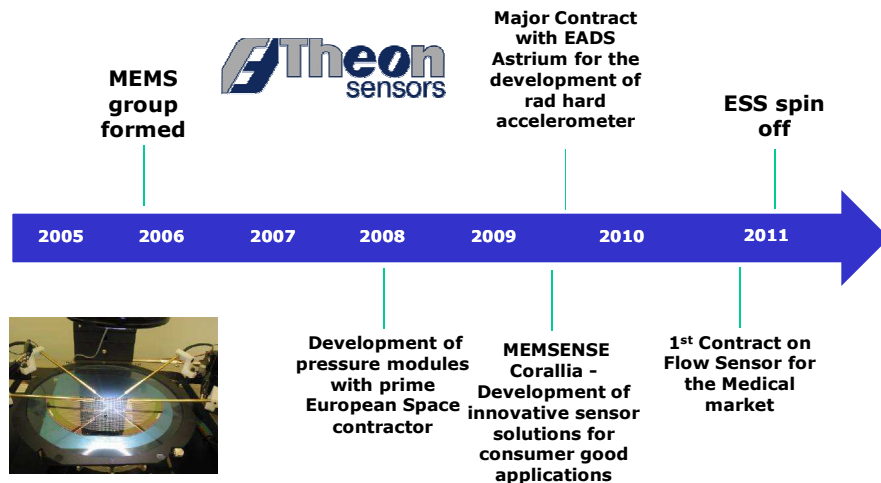 MEMS
group
formed
Theon
sensors
Major Contract
with EADS
Astrium for the
development of
rad hard
accelerometer
ESS spin
off
2005 2006 2007 2008 2009 2010 2011
Development of
pressure modules
with prime
European Space
contractor
MEMSENSE
Corallia -
Development of
innovative sensor
solutions for
consumer good
applications
1st Contract on
Flow Sensor for
the Medical
market